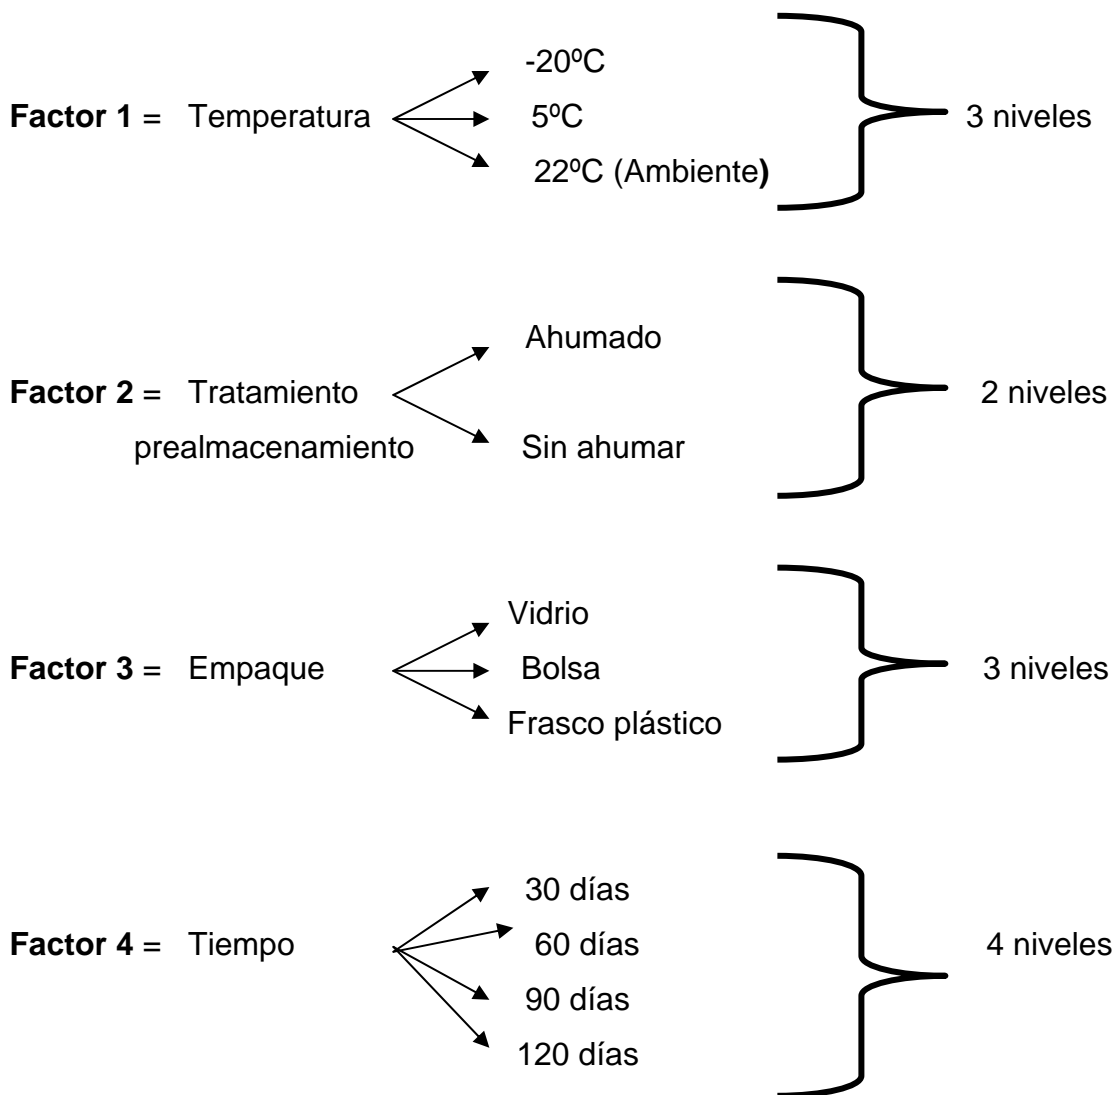 -20ºC
Factor 1 = Temperatura
5ºC
3 niveles
22ºC (Ambiente)
Ahumado
Factor 2 = Tratamiento
2 niveles
prealmacenamiento
Sin ahumar
Vidrio
Factor 3 = Empaque
Bolsa
3 niveles
Frasco plástico
30 días
Factor 4 = Tiempo
60 días
4 niveles
90 días
120 días